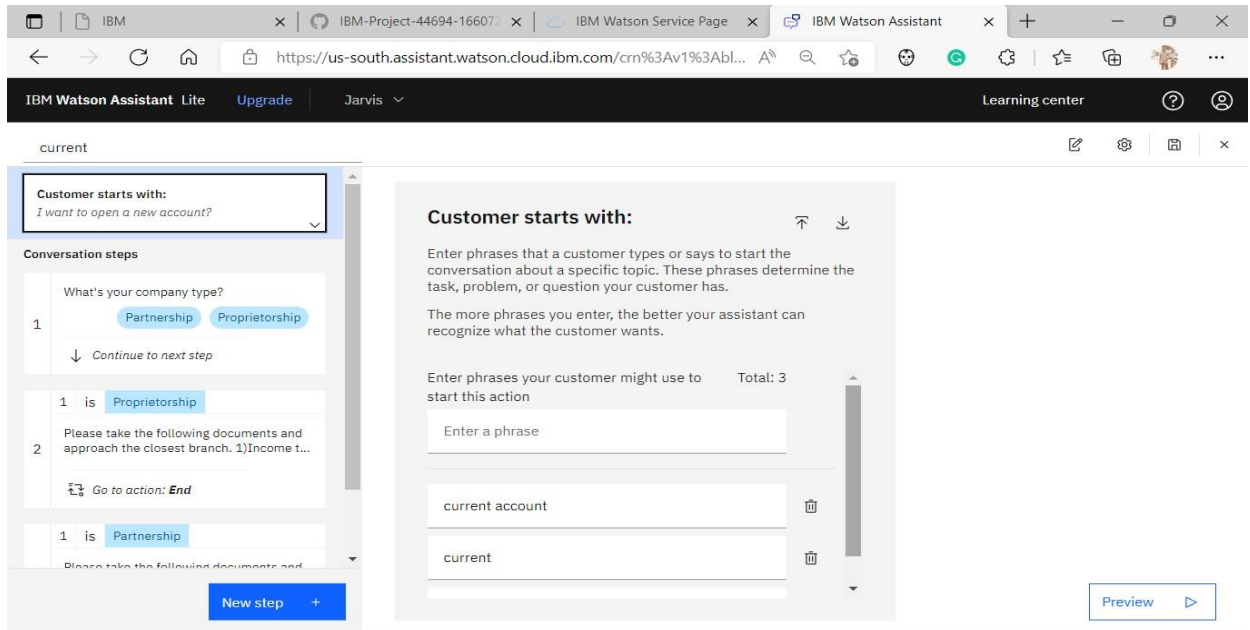 IBM
IBM-Project-44694-16607
IBM Watson Service Page
IBM Watson Assistant
https://us-south.assistant.watson.cloud.ibm.com/crn%3Av1%3Abl...
IBM Watson Assistant Lite
Upgrade
Jarvis
Learning center
current
Customer starts with:
I want to open a new account?
Conversation steps
1
What's your company type?
Partnership
Proprietorship
Continue to next step
1 is Proprietorship
2
Please take the following documents and
approach the closest branch. 1)Income t...
Go to action: End
1 is Partnership
Please take the following documents and
New step +
Customer starts with:
Enter phrases that a customer types or says to start the
conversation about a specific topic. These phrases determine the
task, problem, or question your customer has.
The more phrases you enter, the better your assistant can
recognize what the customer wants.
Enter phrases your customer might use to
start this action
Total: 3
Enter a phrase
current account
current
Preview